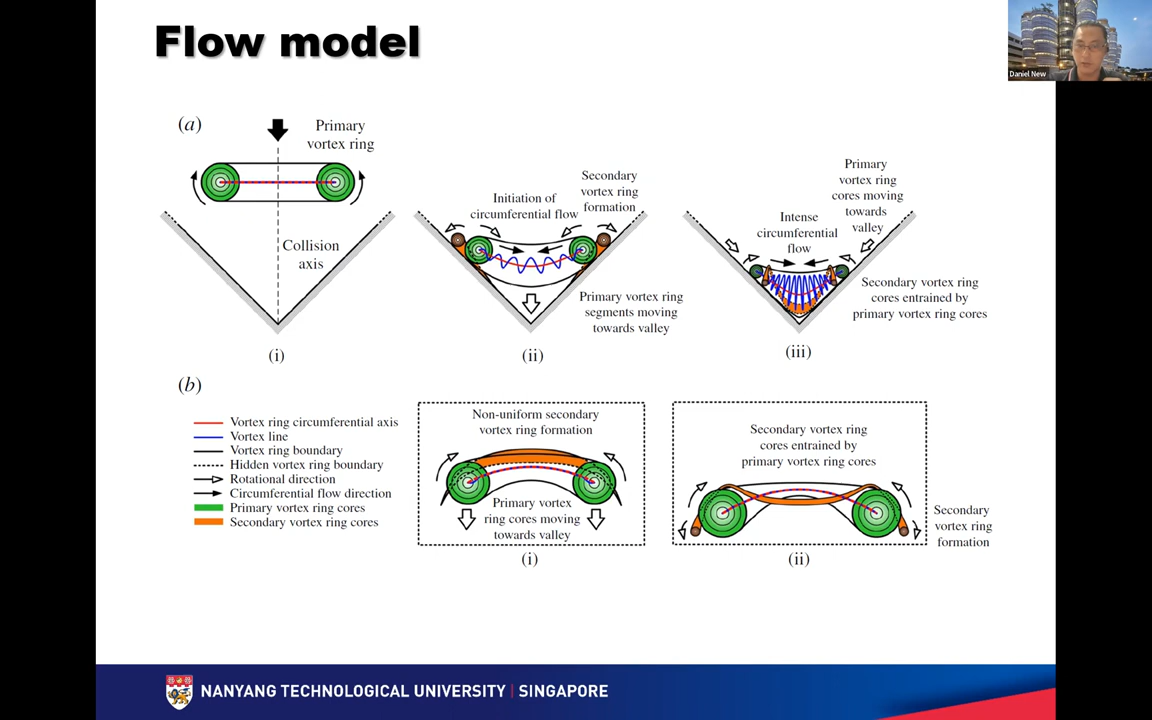 Flow model
Daniel New
(a)
Primary
vortex ring
Collision
axis
(i)
Initiation of
circumferential flow
Secondary
vortex ring
formation
Primary vortex ring
segments moving
towards valley
(ii)
Primary
vortex ring
cores moving
towards
valley
Intense
circumferential
flow
Secondary vortex ring
cores entrained by
primary vortex ring cores
(iii)
(b)
Vortex ring circumferential axis
Vortex line
Vortex ring boundary
Hidden vortex ring boundary
Rotational direction
Circumferential flow direction
Primary vortex ring cores
Secondary vortex ring cores
Non-uniform secondary
vortex ring formation
Primary vortex
ring cores moving
towards valley
(i)
Secondary vortex ring
cores entrained by
primary vortex ring cores
Secondary
vortex ring
formation
(ii)
NANYANG TECHNOLOGICAL UNIVERSITY | SINGAPORE